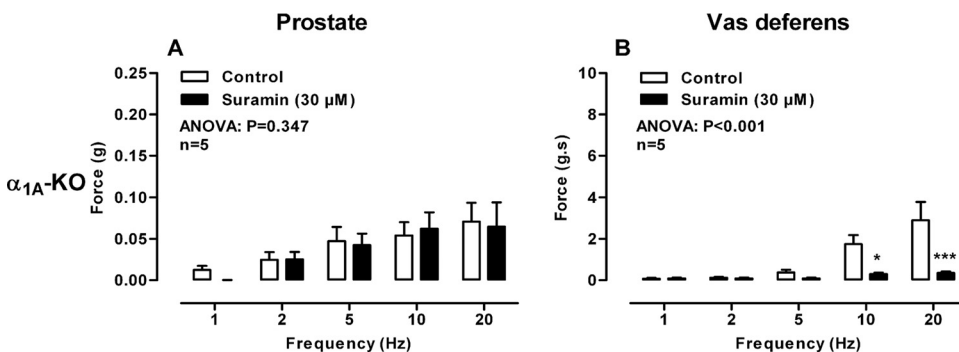 Prostate
A
0.25
0.20
0.15
0.10
0.05
0.00
Force (g)
Control
Suramin (30 µM)
ANOVA: P=0.347
n=5
α1A-KO
1 2 5 10 20
Frequency (Hz)
Vas deferens
B
10
8
6
4
2
0
Force (g.s)
Control
Suramin (30 µM)
ANOVA: P<0.001
n=5
*
***
1 2 5 10 20
Frequency (Hz)